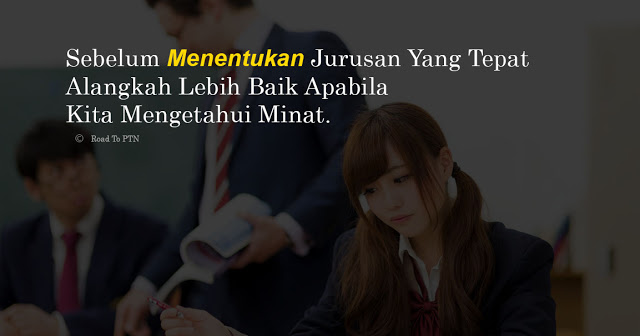 Sebelum Menentukan Jurusan Yang Tepat
Alangkah Lebih Baik Apabila
Kita Mengetahui Minat.
© Road To PTN